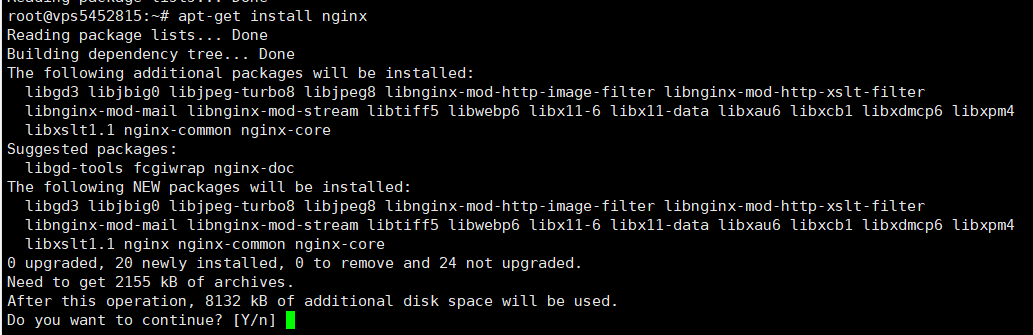 Reading package lists... Done
root@vps5452815:~# apt-get install nginx
Reading package lists... Done
Building dependency tree... Done
The following additional packages will be installed:
  libgd3 libjbig0 libjpeg-turbo8 libjpeg8 libnginx-mod-http-image-filter libnginx-mod-http-xslt-filter
  libnginx-mod-mail libnginx-mod-stream libtiff5 libwebp6 libx11-6 libx11-data libxau6 libxcb1 libxdmcp6 libxpm4
  libxslt1.1 nginx-common nginx-core
Suggested packages:
  libgd-tools fcgiwrap nginx-doc
The following NEW packages will be installed:
  libgd3 libjbig0 libjpeg-turbo8 libjpeg8 libnginx-mod-http-image-filter libnginx-mod-http-xslt-filter
  libnginx-mod-mail libnginx-mod-stream libtiff5 libwebp6 libx11-6 libx11-data libxau6 libxcb1 libxdmcp6 libxpm4
  libxslt1.1 nginx nginx-common nginx-core
0 upgraded, 20 newly installed, 0 to remove and 24 not upgraded.
Need to get 2155 kB of archives.
After this operation, 8132 kB of additional disk space will be used.
Do you want to continue? [Y/n]